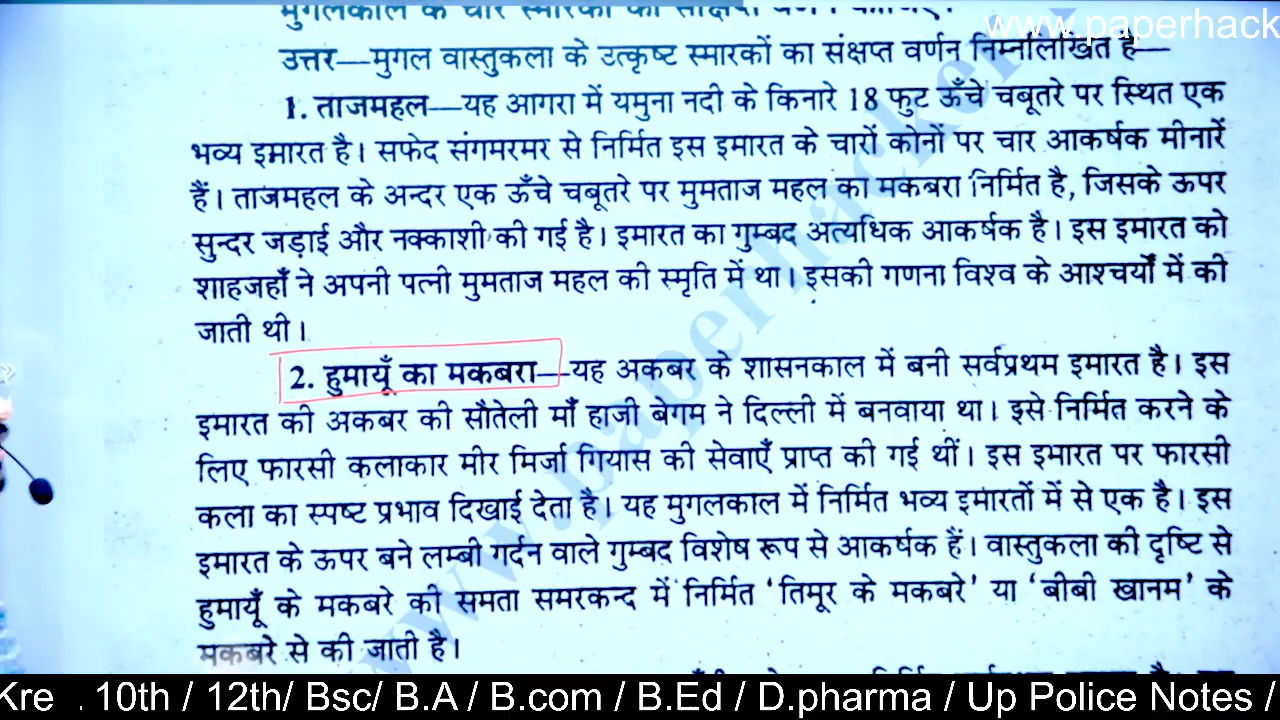 मुगलकाल के चार स्मारकों का संक्षिप्त वर्णन कीजिए।
www.paperhack
उत्तर—मुगल वास्तुकला के उत्कृष्ट स्मारकों का संक्षप्त वर्णन निम्नलिखित है—
1. ताजमहल—यह आगरा में यमुना नदी के किनारे 18 फुट ऊँचे चबूतरे पर स्थित एक
भव्य इमारत है। सफेद संगमरमर से निर्मित इस इमारत के चारों कोनों पर चार आकर्षक मीनारें
हैं। ताजमहल के अन्दर एक ऊँचे चबूतरे पर मुमताज महल का मकबरा निर्मित है, जिसके ऊपर
सुन्दर जड़ाई और नक्काशी की गई है। इमारत का गुम्बद अत्यधिक आकर्षक है। इस इमारत को
शाहजहाँ ने अपनी पत्नी मुमताज महल की स्मृति में था। इसकी गणना विश्व के आश्चर्यों में की
जाती थी।
2. हुमायूँ का मकबरा—यह अकबर के शासनकाल में बनी सर्वप्रथम इमारत है। इस
इमारत की अकबर की सौतेली माँ हाजी बेगम ने दिल्ली में बनवाया था। इसे निर्मित करने के
लिए फारसी कलाकार मीर मिर्जा गियास की सेवाएँ प्राप्त की गई थीं। इस इमारत पर फारसी
कला का स्पष्ट प्रभाव दिखाई देता है। यह मुगलकाल में निर्मित भव्य इमारतों में से एक है। इस
इमारत के ऊपर बने लम्बी गर्दन वाले गुम्बद विशेष रूप से आकर्षक हैं। वास्तुकला की दृष्टि से
हुमायूँ के मकबरे की समता समरकन्द में निर्मित 'तिमूर के मकबरे' या 'बीबी खानम' के
मकबरे से की जाती है।
Kre . 10th / 12th/ Bsc/ B.A / B.com / B.Ed / D.pharma / Up Police Notes /